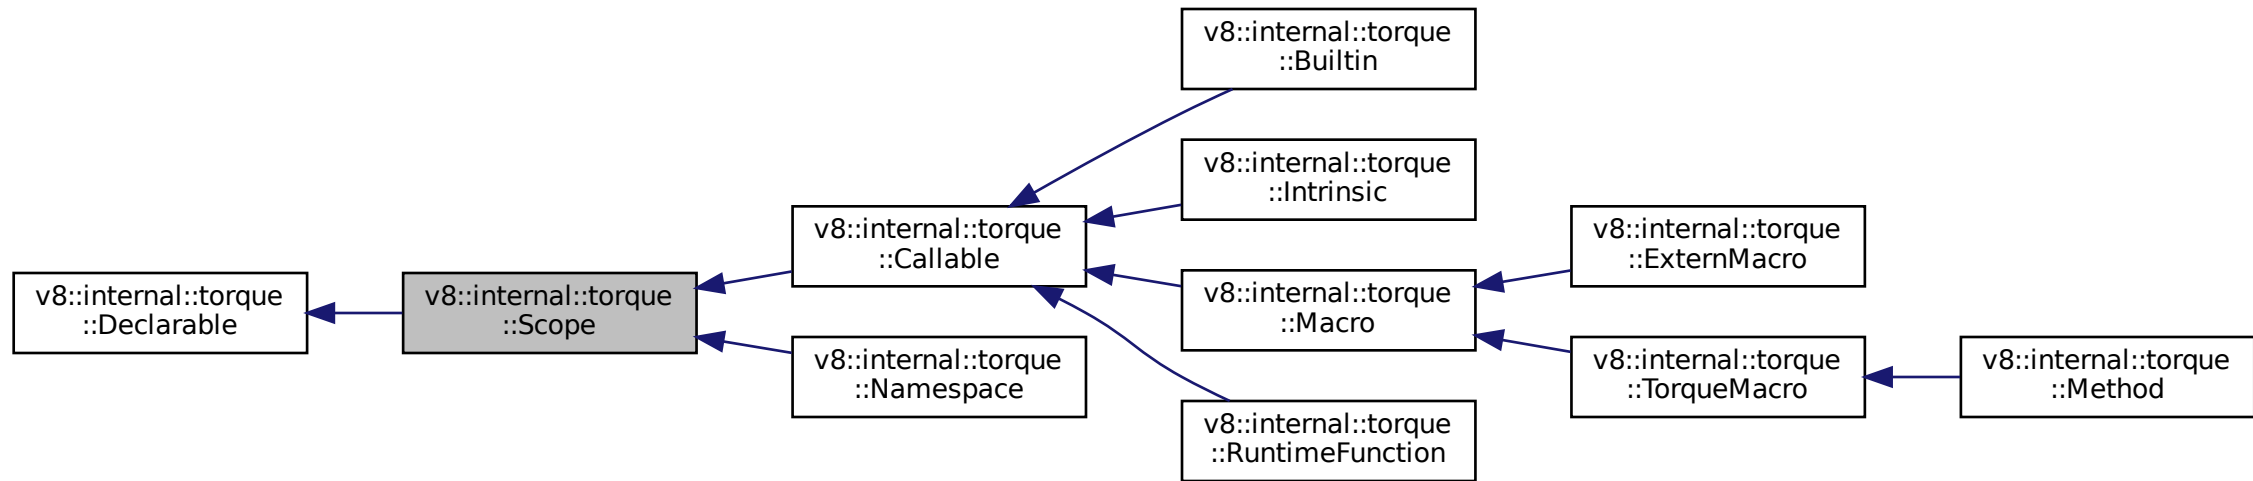 v8::internal::torque
::Declarable
v8::internal::torque
::Scope
v8::internal::torque
::Callable
v8::internal::torque
::Namespace
v8::internal::torque
::Builtin
v8::internal::torque
::Intrinsic
v8::internal::torque
::Macro
v8::internal::torque
::RuntimeFunction
v8::internal::torque
::ExternMacro
v8::internal::torque
::TorqueMacro
v8::internal::torque
::Method